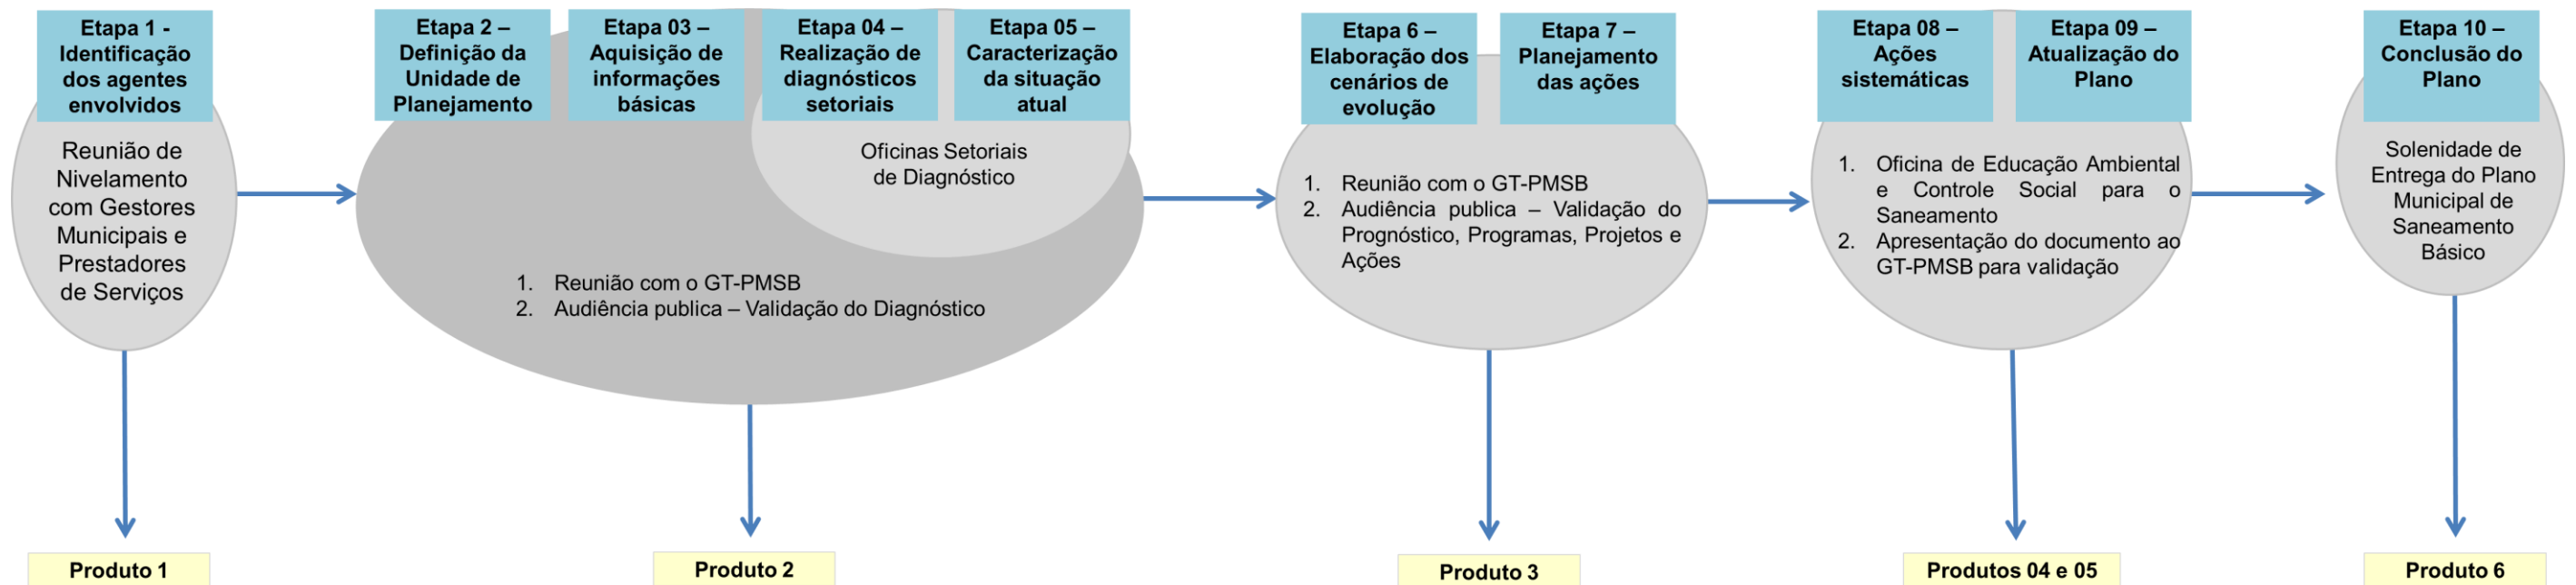 Etapa 1 -
Identificação
dos agentes
envolvidos
Reunião de
Nivelamento
com Gestores
Municipais e
Prestadores
de Serviços
Produto 1
Etapa 2 –
Definição da
Unidade de
Planejamento
Etapa 03 –
Aquisição de
informações
básicas
Etapa 04 –
Realização de
diagnósticos
setoriais
Etapa 05 –
Caracterização
da situação
atual
Oficinas Setoriais
de Diagnóstico
1. Reunião com o GT-PMSB
2. Audiência publica – Validação do Diagnóstico
Produto 2
Etapa 6 –
Elaboração dos
cenários de
evolução
Etapa 7 –
Planejamento
das ações
1. Reunião com o GT-PMSB
2. Audiência publica – Validação do
Prognóstico, Programas, Projetos e
Ações
Produto 3
Etapa 08 –
Ações
sistemáticas
Etapa 09 –
Atualização do
Plano
1. Oficina de Educação Ambiental
e Controle Social para o
Saneamento
2. Apresentação do documento ao
GT-PMSB para validação
Produtos 04 e 05
Etapa 10 –
Conclusão do
Plano
Solenidade de
Entrega do Plano
Municipal de
Saneamento
Básico
Produto 6